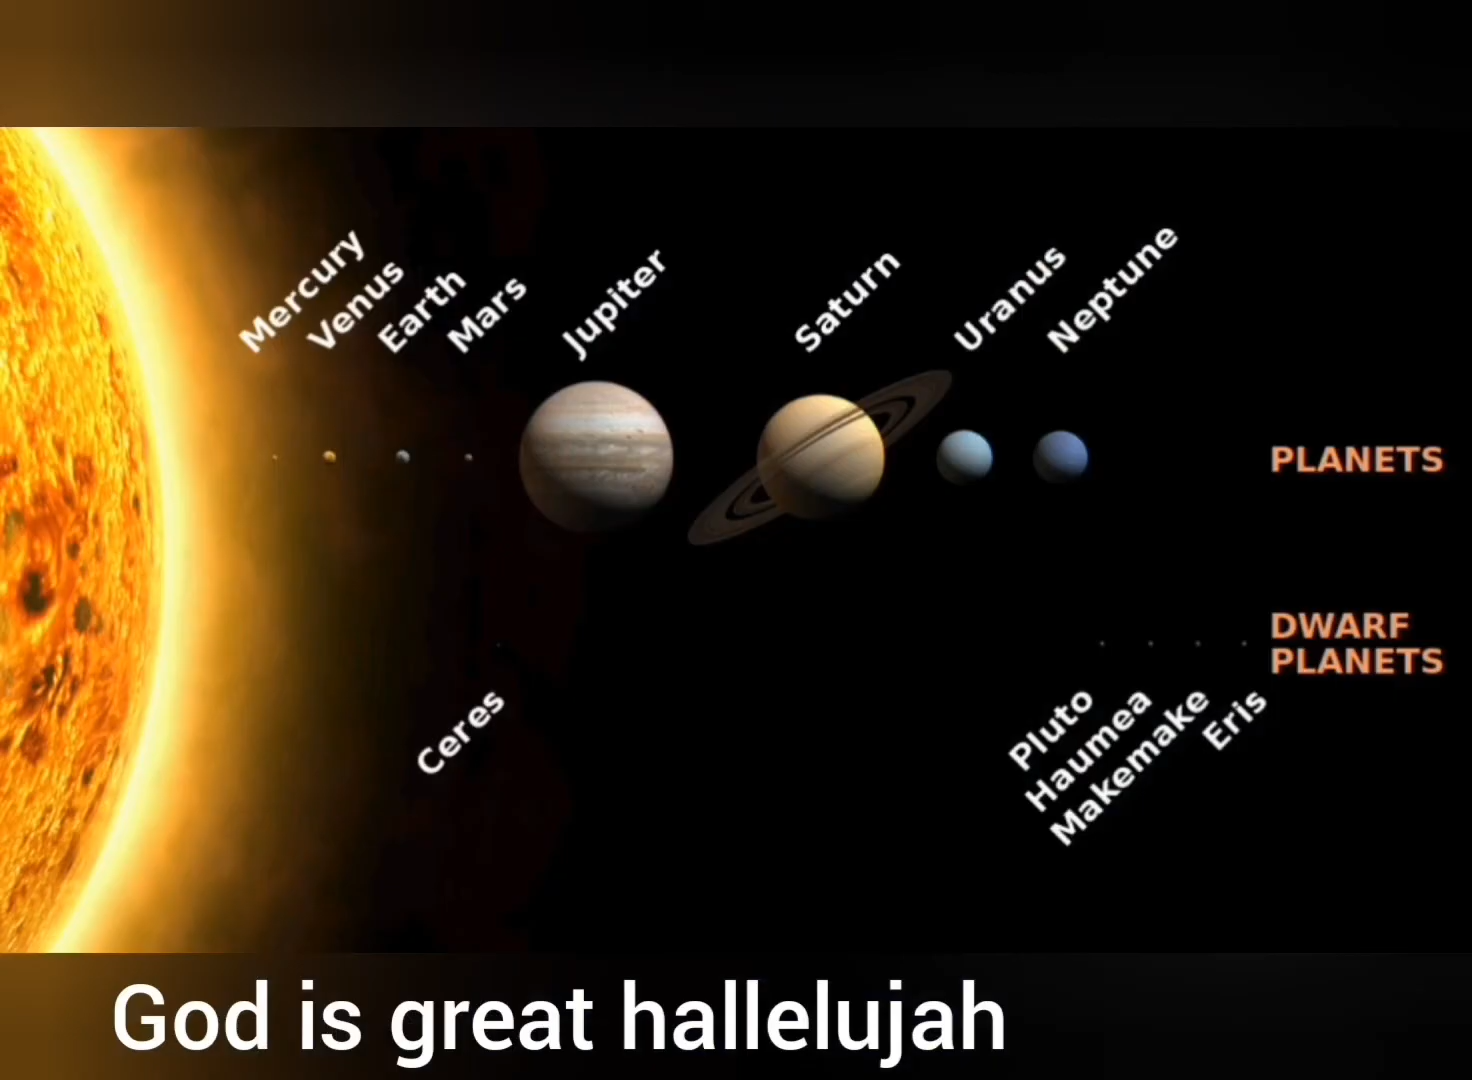 Mercury
Venus
Earth
Mars
Jupiter
Saturn
Uranus
Neptune
PLANETS
DWARF
PLANETS
Ceres
Pluto
Haumea
Makemake
Eris
God is great hallelujah